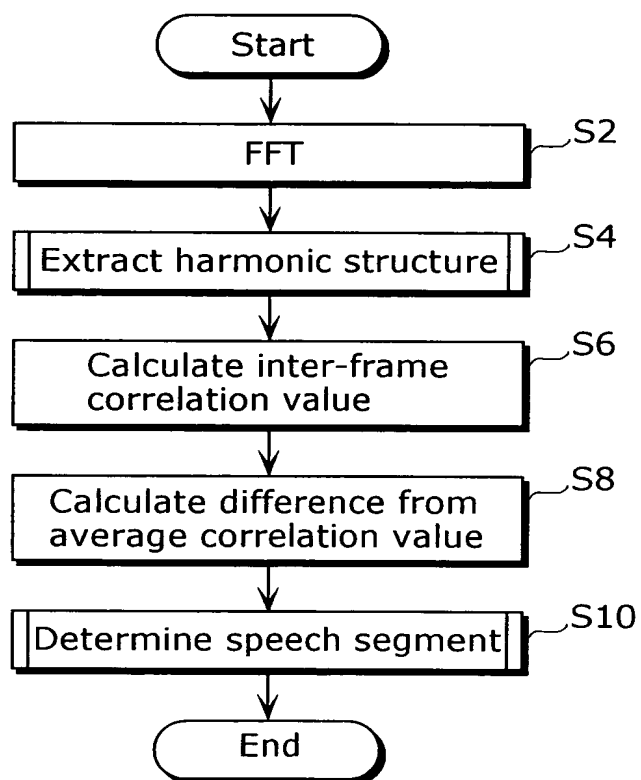 Start
FFT
S2
Extract harmonic structure
S4
Calculate inter-frame
correlation value
S6
Calculate difference from
average correlation value
S8
Determine speech segment
S10
End